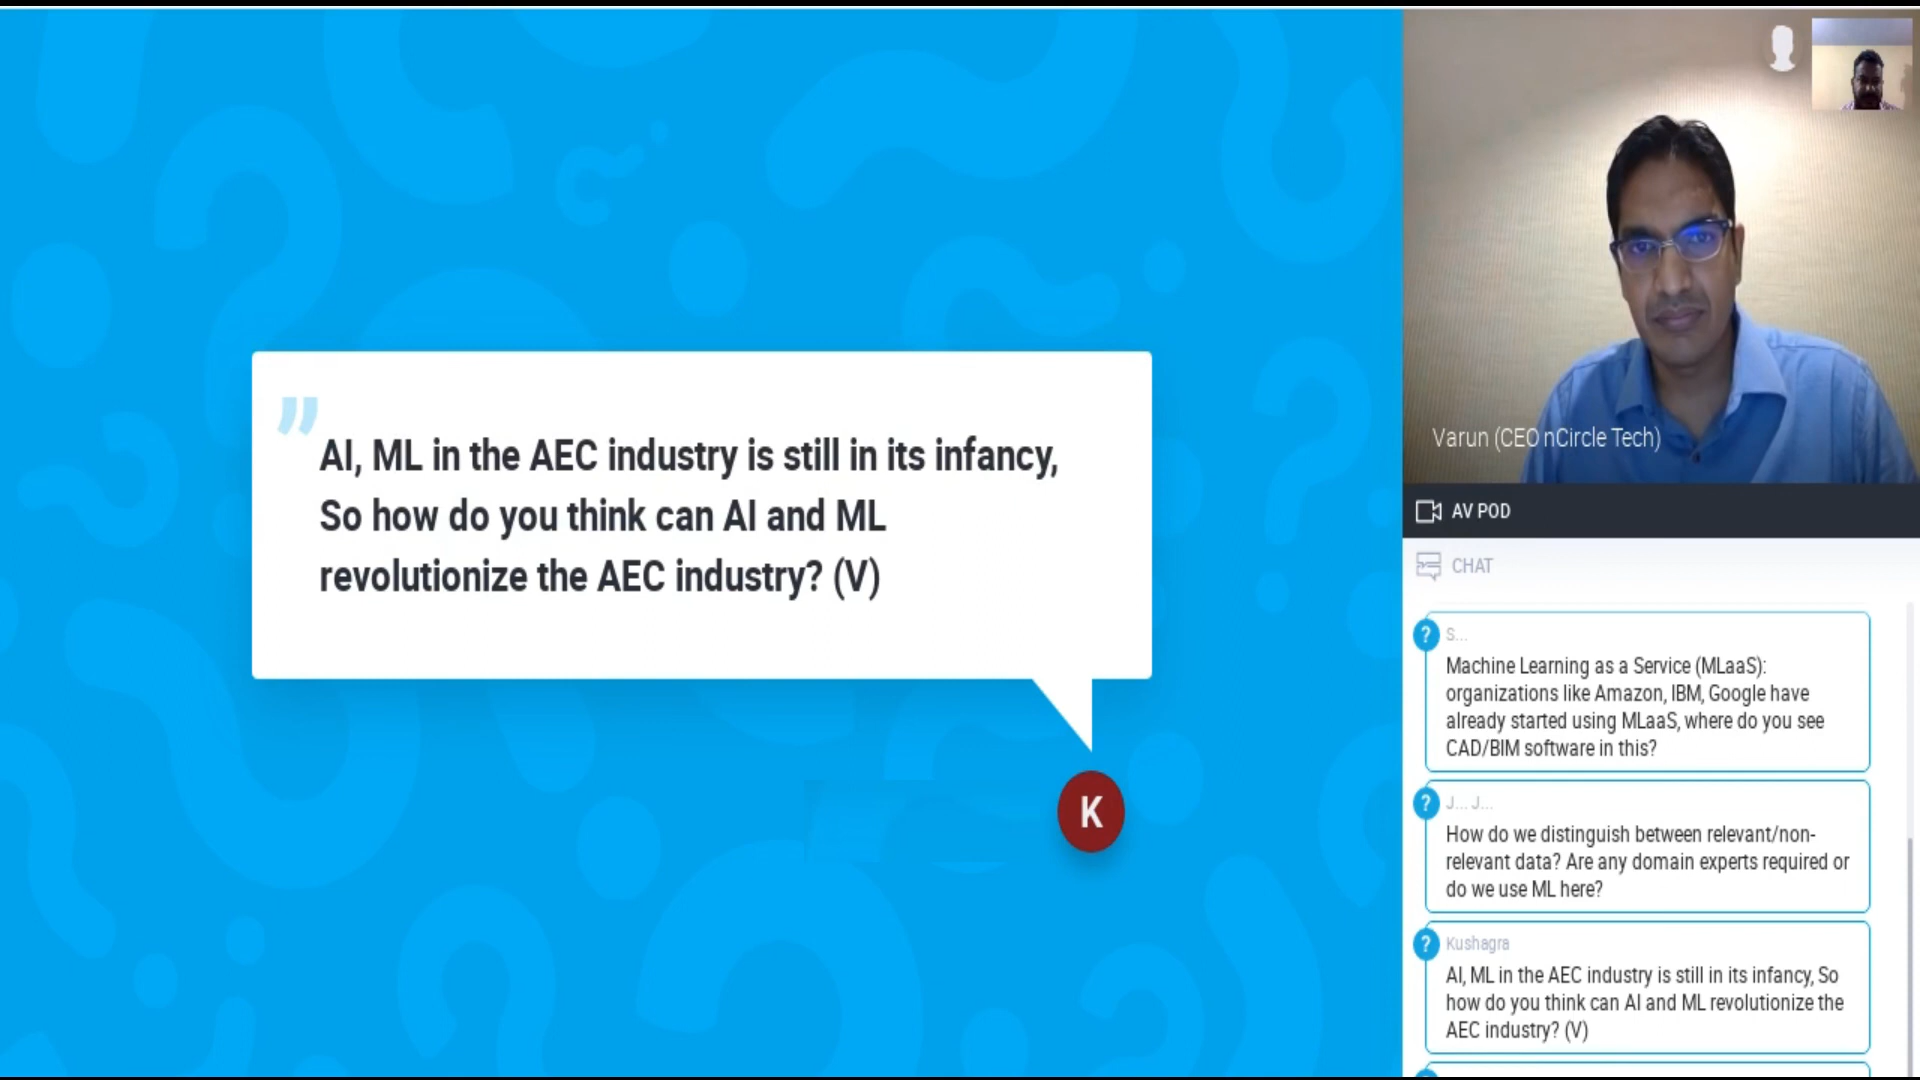 ”
AI, ML in the AEC industry is still in its infancy,
So how do you think can AI and ML
revolutionize the AEC industry? (V)
K
Varun (CEO nCircle Tech)
AV POD
CHAT
? S...
Machine Learning as a Service (MLaaS):
organizations like Amazon, IBM, Google have
already started using MLaaS, where do you see
CAD/BIM software in this?
? J... J...
How do we distinguish between relevant/non-
relevant data? Are any domain experts required or
do we use ML here?
? Kushagra
AI, ML in the AEC industry is still in its infancy, So
how do you think can AI and ML revolutionize the
AEC industry? (V)